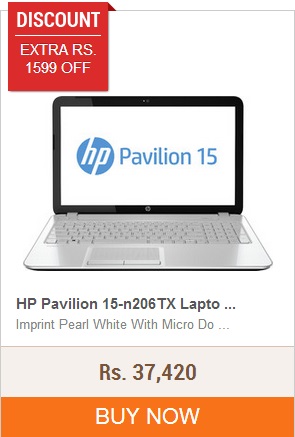 DISCOUNT
EXTRA RS.
1599 OFF
hp Pavilion 15
HP Pavilion 15-n206TX Lapto ...
Imprint Pearl White With Micro Do ...
Rs. 37,420
BUY NOW